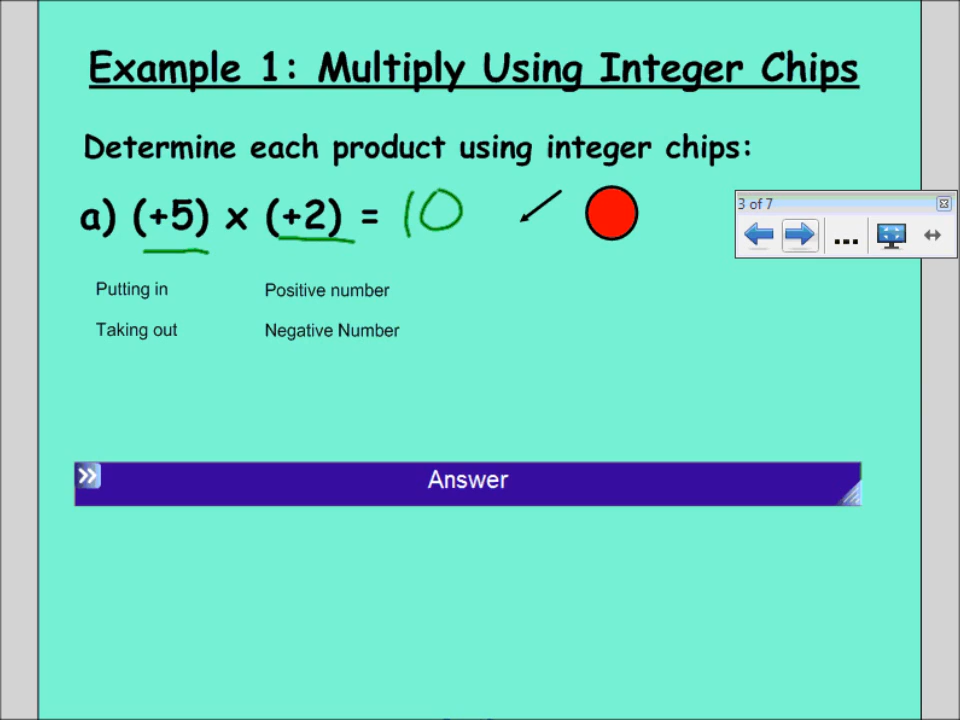 Example 1: Multiply Using Integer Chips
Determine each product using integer chips:
a) (+5) x (+2) = 10
3 of 7
Putting in Positive number
Taking out Negative Number
Answer